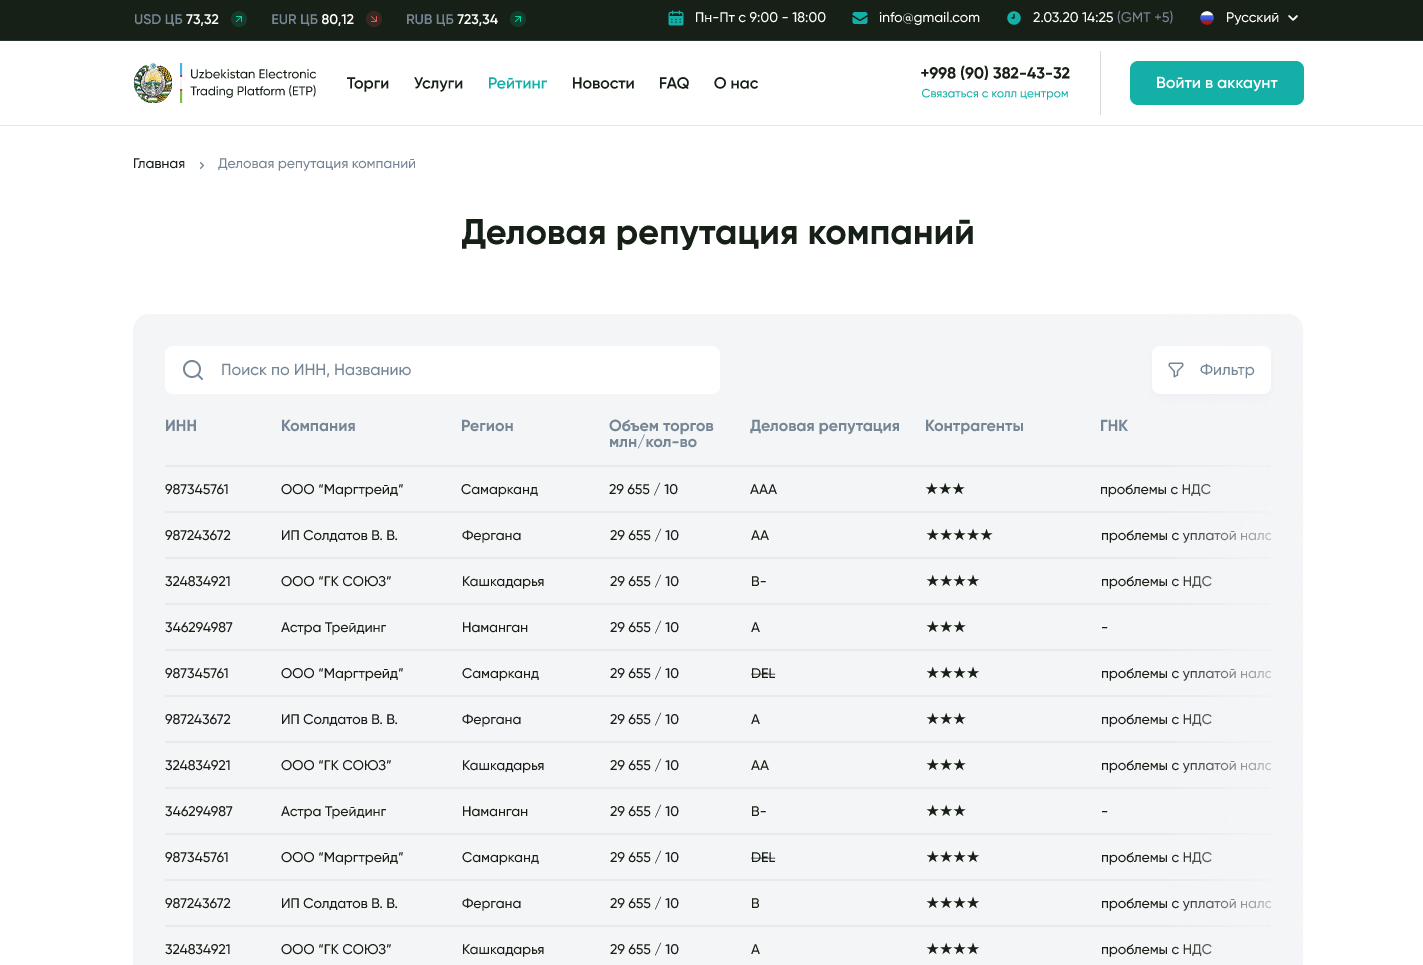 USD ЦБ 73,32 EUR ЦБ 80,12 RUB ЦБ 723,34 Пн-Пт с 9:00 - 18:00 info@gmail.com 2.03.20 14:25 (GMT +5) Русский
Uzbekistan Electronic
Trading Platform (ETP)
Торги Услуги Рейтинг Новости FAQ О нас
+998 (90) 382-43-32
Связаться с колл центром
Войти в аккаунт
Главная Деловая репутация компаний
Деловая репутация компаний
Поиск по ИНН, Названию Фильтр
ИНН Компания Регион Объем торгов млн/кол-во Деловая репутация Контрагенты ГНК
987345761 ООО “Маргтрейд” Самарканд 29 655 / 10 AAA ★★★ проблемы с НДС
987243672 ИП Солдатов В. В. Фергана 29 655 / 10 AA ★★★★★ проблемы с уплатой нало
324834921 ООО “ГК СОЮЗ” Кашкадарья 29 655 / 10 B- ★★★★ проблемы с НДС
346294987 Астра Трейдинг Наманган 29 655 / 10 A ★★★ -
987345761 ООО “Маргтрейд” Самарканд 29 655 / 10 DEL ★★★★ проблемы с уплатой нало
987243672 ИП Солдатов В. В. Фергана 29 655 / 10 A ★★★ проблемы с НДС
324834921 ООО “ГК СОЮЗ” Кашкадарья 29 655 / 10 AA ★★★ проблемы с уплатой нало
346294987 Астра Трейдинг Наманган 29 655 / 10 B- ★★★ -
987345761 ООО “Маргтрейд” Самарканд 29 655 / 10 DEL ★★★★ проблемы с НДС
987243672 ИП Солдатов В. В. Фергана 29 655 / 10 B ★★★★ проблемы с уплатой нало
324834921 ООО “ГК СОЮЗ” Кашкадарья 29 655 / 10 A ★★★★ проблемы с НДС